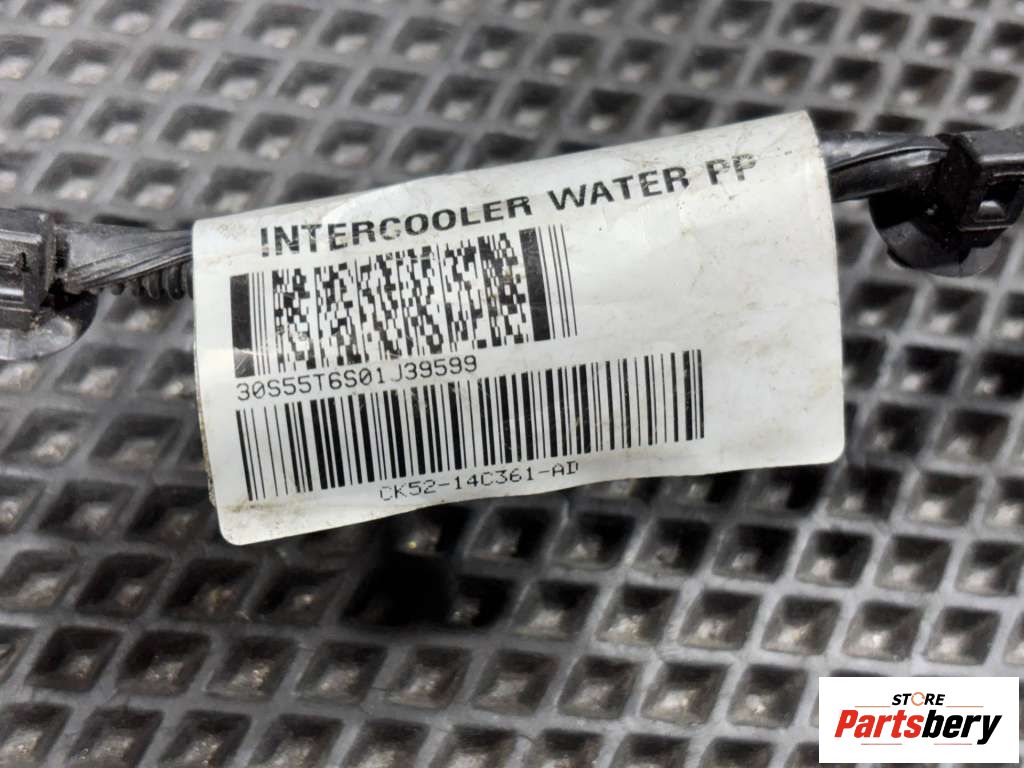 INTERCOOLER WATER PP
30S55T6S01J39599
CK52-14C361-AD
STORE
Partsbery